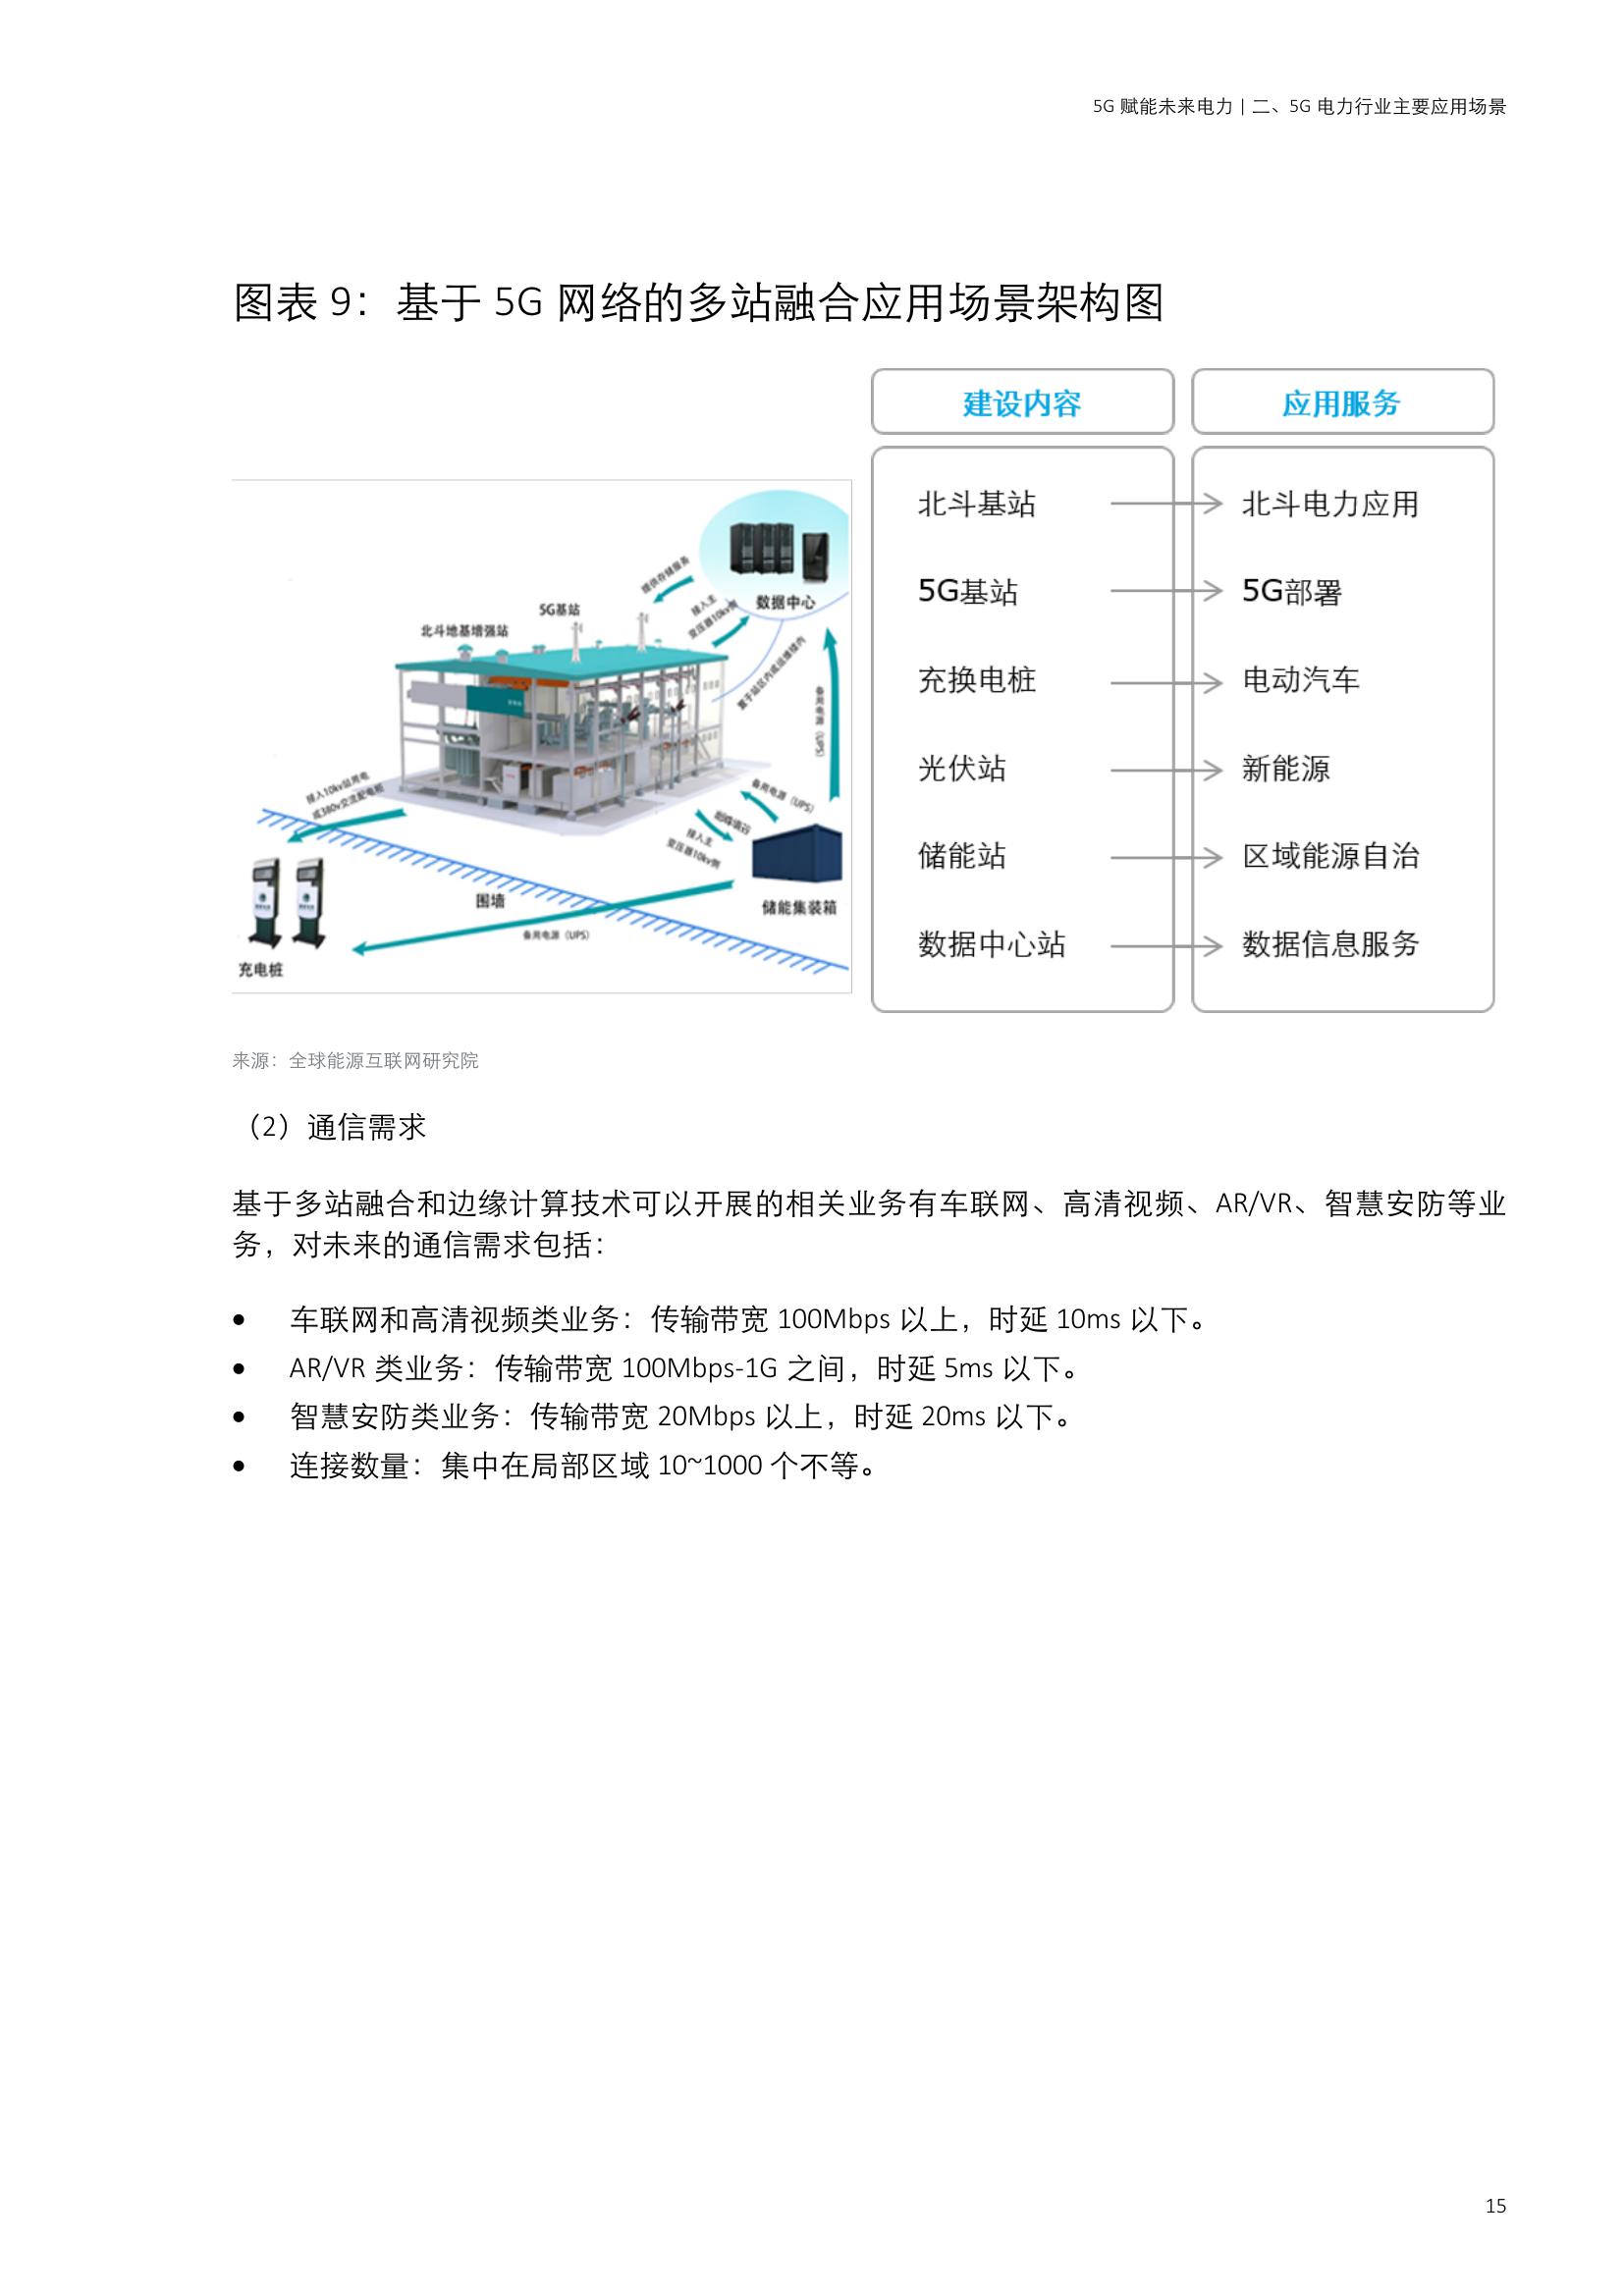 5G 赋能未来电力 | 二、5G 电力行业主要应用场景
图表 9：基于 5G 网络的多站融合应用场景架构图
数据中心
提供存储服务
接入主
变压器10kv侧
置于站区内或运维楼内
备用电源（UPS）
5G基站
北斗地基增强站
接入10kv站用电
或380v交流配电柜
备用电源（UPS）
削峰填谷
接入主
变压器10kv侧
储能集装箱
围墙
备用电源（UPS）
充电桩
建设内容
应用服务
北斗基站
北斗电力应用
5G基站
5G部署
充换电桩
电动汽车
光伏站
新能源
储能站
区域能源自治
数据中心站
数据信息服务
来源：全球能源互联网研究院
（2）通信需求
基于多站融合和边缘计算技术可以开展的相关业务有车联网、高清视频、AR/VR、智慧安防等业
务，对未来的通信需求包括：
• 车联网和高清视频类业务：传输带宽 100Mbps 以上，时延 10ms 以下。
• AR/VR 类业务：传输带宽 100Mbps-1G 之间，时延 5ms 以下。
• 智慧安防类业务：传输带宽 20Mbps 以上，时延 20ms 以下。
• 连接数量：集中在局部区域 10~1000 个不等。
15